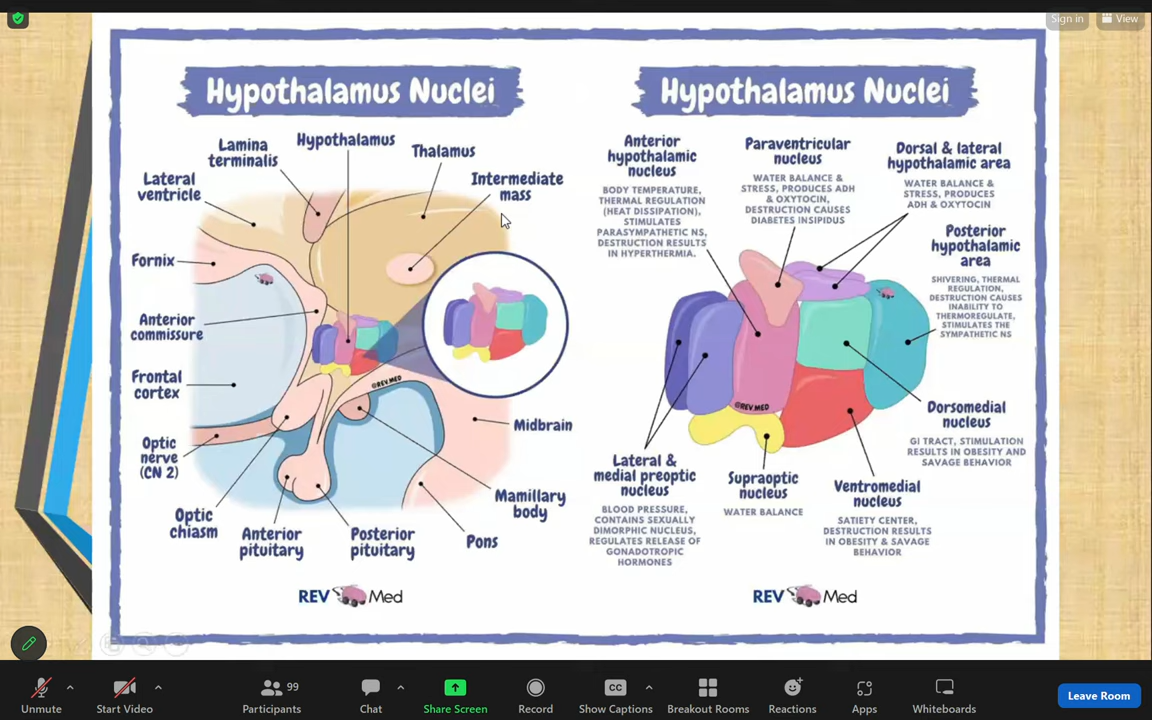 Sign in
View
Hypothalamus Nuclei
Lamina
terminalis
Hypothalamus
Thalamus
Lateral
ventricle
Intermediate
mass
Fornix
Anterior
commissure
Frontal
cortex
@REV.MED
Optic
nerve
(CN 2)
Midbrain
Optic
chiasm
Anterior
pituitary
Posterior
pituitary
Mamillary
body
Pons
REV Med
Hypothalamus Nuclei
Anterior
hypothalamic
nucleus
BODY TEMPERATURE,
THERMAL REGULATION
(HEAT DISSIPATION),
STIMULATES
PARASYMPATHETIC NS,
DESTRUCTION RESULTS
IN HYPERTHERMIA.
Paraventricular
nucleus
WATER BALANCE &
STRESS, PRODUCES ADH
& OXYTOCIN,
DESTRUCTION CAUSES
DIABETES INSIPIDUS
Dorsal & lateral
hypothalamic area
WATER BALANCE &
STRESS, PRODUCES
ADH & OXYTOCIN
Posterior
hypothalamic
area
SHIVERING, THERMAL
REGULATION,
DESTRUCTION CAUSES
INABILITY TO
THERMOREGULATE,
STIMULATES THE
SYMPATHETIC NS
@REV.MED
Dorsomedial
nucleus
GI TRACT, STIMULATION
RESULTS IN OBESITY AND
SAVAGE BEHAVIOR
Lateral &
medial preoptic
nucleus
BLOOD PRESSURE,
CONTAINS SEXUALLY
DIMORPHIC NUCLEUS,
REGULATES RELEASE OF
GONADOTROPIC
HORMONES
Supraoptic
nucleus
WATER BALANCE
Ventromedial
nucleus
SATIETY CENTER,
DESTRUCTION RESULTS
IN OBESITY & SAVAGE
BEHAVIOR
REV Med
99
CC
Unmute
Start Video
Participants
Chat
Share Screen
Record
Show Captions
Breakout Rooms
Reactions
Apps
Whiteboards
Leave Room